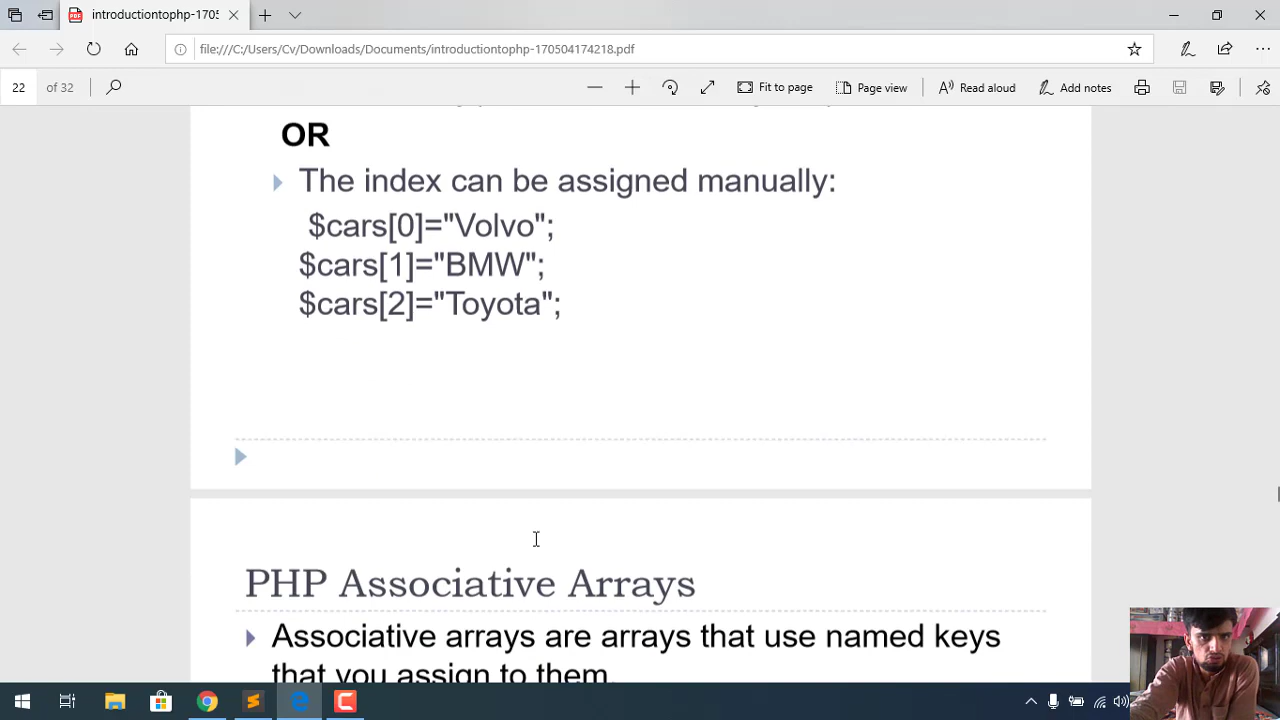 introductiontophp-1705
file:///C:/Users/Cv/Downloads/Documents/introductiontophp-170504174218.pdf
22 of 32 Fit to page Page view Read aloud Add notes
OR
The index can be assigned manually:
$cars[0]="Volvo";
$cars[1]="BMW";
$cars[2]="Toyota";
PHP Associative Arrays
Associative arrays are arrays that use named keys
that you assign to them.